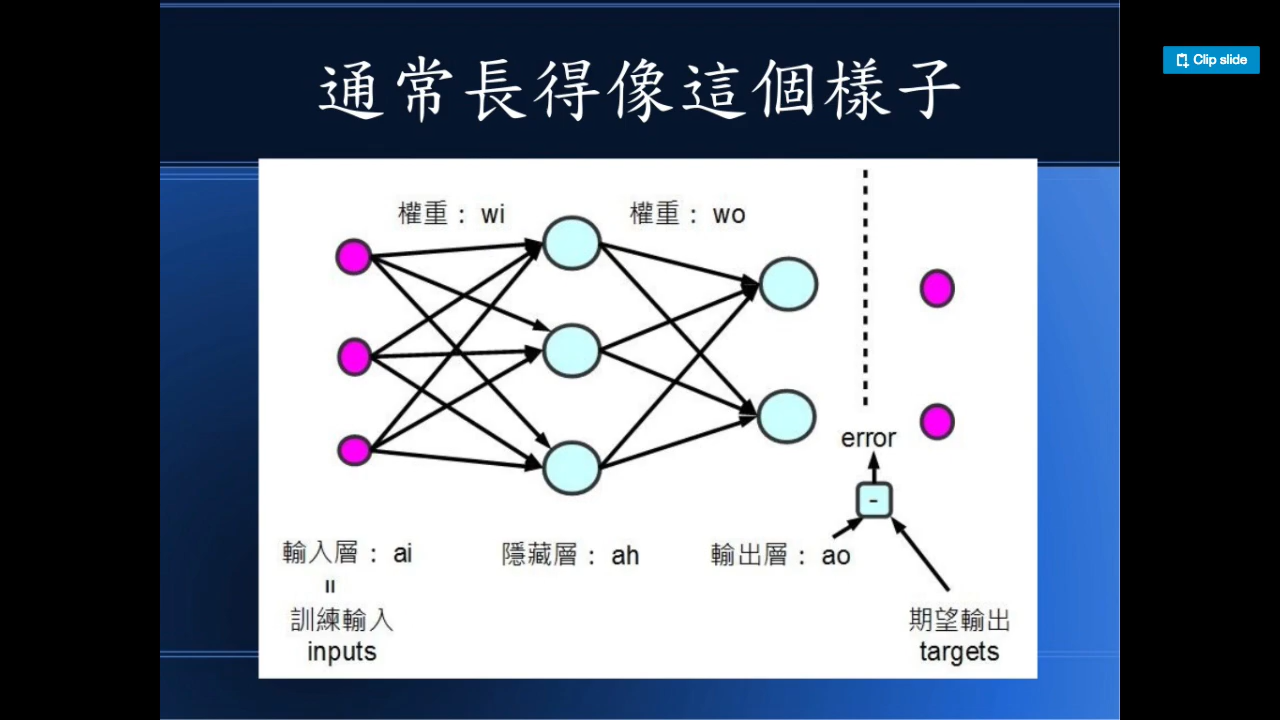 Clip slide
通常長得像這個樣子
權重： wi
權重： wo
error
-
輸入層： ai
隱藏層： ah
輸出層： ao
=
訓練輸入
inputs
期望輸出
targets